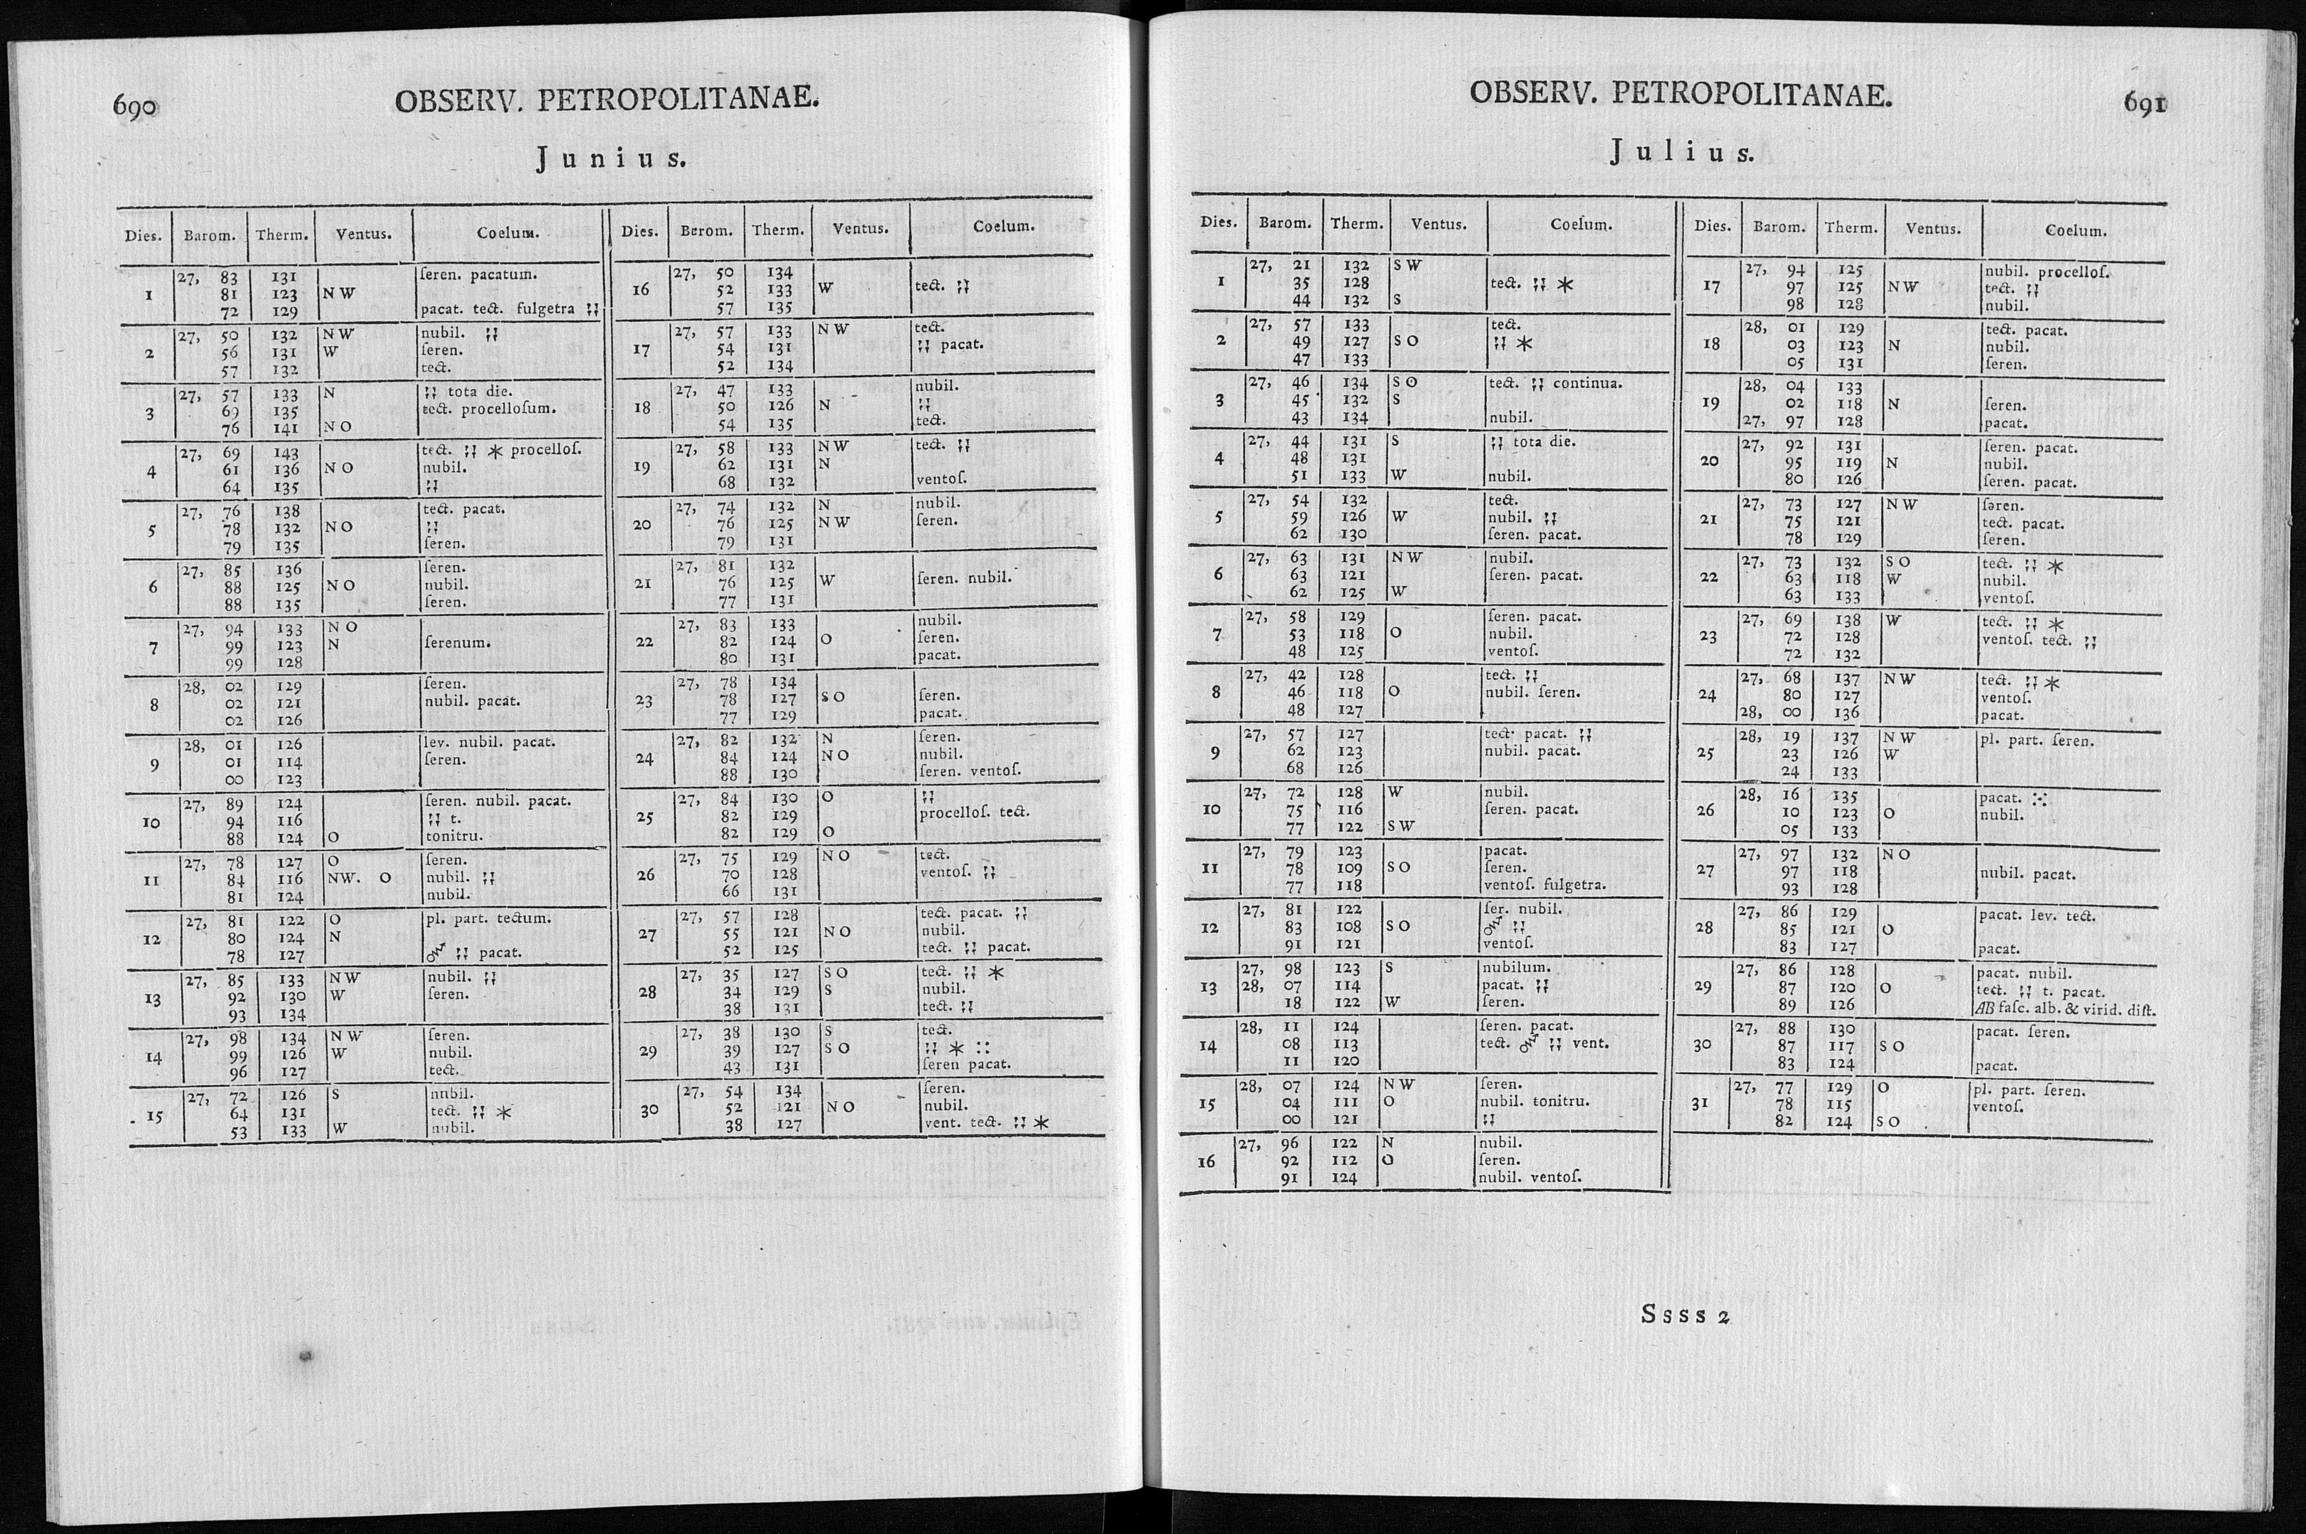 690
OBSERV. PETROPOLITANAE.
Junius.
Dies. Barom. Therm. Ventus. Coelum.
27, 83 131 ſeren. pacatum.
1 81 123 N W
72 129 pacat. tect. fulgetra
27, 50 132 N W nubil.
2 56 131 W ſeren.
57 132 tect.
27, 57 133 N tota die.
3 69 135 tect. procelloſum.
76 141 N O
27, 69 143 tect. procelloſ.
4 61 136 N O nubil.
64 135
27, 76 138 tect. pacat.
5 78 132 N O
79 135 ſeren.
27, 85 136 ſeren.
6 88 125 N O nubil.
88 135 ſeren.
27, 94 133 N O
7 99 123 N ſerenum.
99 128
28, 02 129 ſeren.
8 02 121 nubil. pacat.
02 126
28, 01 126 lev. nubil. pacat.
9 01 114 ſeren.
00 123
27, 89 124 ſeren. nubil. pacat.
10 94 116 t.
88 124 O tonitru.
27, 78 127 O ſeren.
11 84 116 NW. O nubil.
81 124 nubil.
27, 81 122 O pl. part. tectum.
12 80 124 N
78 127 pacat.
27, 85 133 N W nubil.
13 92 130 W ſeren.
93 134
27, 98 134 N W ſeren.
14 99 126 W nubil.
96 127 tect.
27, 72 126 S nubil.
15 64 131 tect.
53 133 W nubil.
Dies. Berom. Therm. Ventus. Coelum.
27, 50 134
16 52 133 W tect.
57 135
27, 57 133 N W tect.
17 54 131 pacat.
52 134
27, 47 133 nubil.
18 50 126 N
54 135 tect.
27, 58 133 N W tect.
19 62 131 N
68 132 ventoſ.
27, 74 132 N nubil.
20 76 125 N W ſeren.
79 131
27, 81 132
21 76 125 W ſeren. nubil.
77 131
27, 83 133 nubil.
22 82 124 O ſeren.
80 131 pacat.
27, 78 134
23 78 127 S O ſeren.
77 129 pacat.
27, 82 132 N ſeren.
24 84 124 N O nubil.
88 130 ſeren. ventoſ.
27, 84 130 O
25 82 129 procelloſ. tect.
82 129 O
27, 75 129 N O tect.
26 70 128 ventoſ.
66 131
27, 57 128 tect. pacat.
27 55 121 N O nubil.
52 125 tect. pacat.
27, 35 127 S O tect.
28 34 129 S nubil.
38 131 tect.
27, 38 130 S tect.
29 39 127 S O
43 131 ſeren pacat.
27, 54 134 ſeren.
30 52 121 N O nubil.
38 127 vent. tect.
OBSERV. PETROPOLITANAE.
691
Julius.
Dies. Barom. Therm. Ventus. Coelum.
27, 21 132 S W
1 35 128 tect.
44 132 S
27, 57 133 tect.
2 49 127 S O
47 133
27, 46 134 S O tect. continua.
3 45 132 S
43 134 nubil.
27, 44 131 S tota die.
4 48 131
51 133 W nubil.
27, 54 132 tect.
5 59 126 W nubil.
62 130 ſeren. pacat.
27, 63 131 N W nubil.
6 63 121 ſeren. pacat.
62 125 W
27, 58 129 ſeren. pacat.
7 53 118 O nubil.
48 125 ventoſ.
27, 42 128 tect.
8 46 118 O nubil. ſeren.
48 127
27, 57 127 tect. pacat.
9 62 123 nubil. pacat.
68 126
27, 72 128 W nubil.
10 75 116 ſeren. pacat.
77 122 S W
27, 79 123 pacat.
11 78 109 S O ſeren.
77 118 ventoſ. fulgetra.
27, 81 122 ſer. nubil.
12 83 108 S O
91 121 ventoſ.
27, 98 123 S nubilum.
13 28, 07 114 pacat.
18 122 W ſeren.
28, 11 124 ſeren. pacat.
14 08 113 tect. vent.
11 120
28, 07 124 N W ſeren.
15 04 111 O nubil. tonitru.
00 121
27, 96 122 N nubil.
16 92 112 O ſeren.
91 124 nubil. ventoſ.
Dies. Barom. Therm. Ventus. Coelum.
27, 94 125 nubil. procelloſ.
17 97 125 N W tect.
98 128 nubil.
28, 01 129 tect. pacat.
18 03 123 N nubil.
05 131 ſeren.
28, 04 133
19 02 118 N ſeren.
27, 97 128 pacat.
27, 92 131 ſeren. pacat.
20 95 119 N nubil.
80 126 ſeren. pacat.
27, 73 127 N W ſeren.
21 75 121 tect. pacat.
78 129 ſeren.
27, 73 132 S O tect.
22 63 118 W nubil.
63 133 ventoſ.
27, 69 138 W tect.
23 72 128 ventoſ. tect.
72 132
27, 68 137 N W tect.
24 80 127 ventoſ.
28, 00 136 pacat.
28, 19 137 N W pl. part. ſeren.
25 23 126 W
24 133
28, 16 135 pacat.
26 10 123 O nubil.
05 133
27, 97 132 N O
27 97 118 nubil. pacat.
93 128
27, 86 129 pacat. lev. tect.
28 85 121 O
83 127 pacat.
27, 86 128 pacat. nubil.
29 87 120 O tect. t. pacat.
89 126 AB faſc. alb. & virid. diſt.
27, 88 130 pacat. ſeren.
30 87 117 S O
83 124 pacat.
27, 77 129 O pl. part. ſeren.
31 78 115 ventoſ.
82 124 S O
Ssss 2